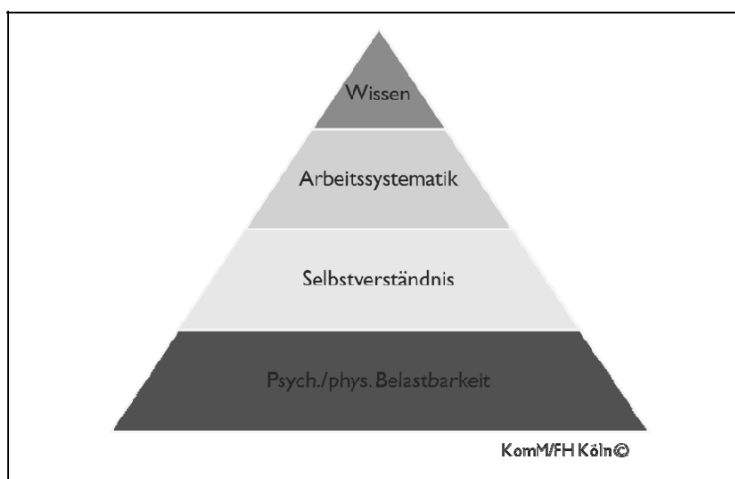 Wissen
Arbeitssystematik
Selbstverständnis
Psych./phys. Belastbarkeit
KomM/FH Köln©